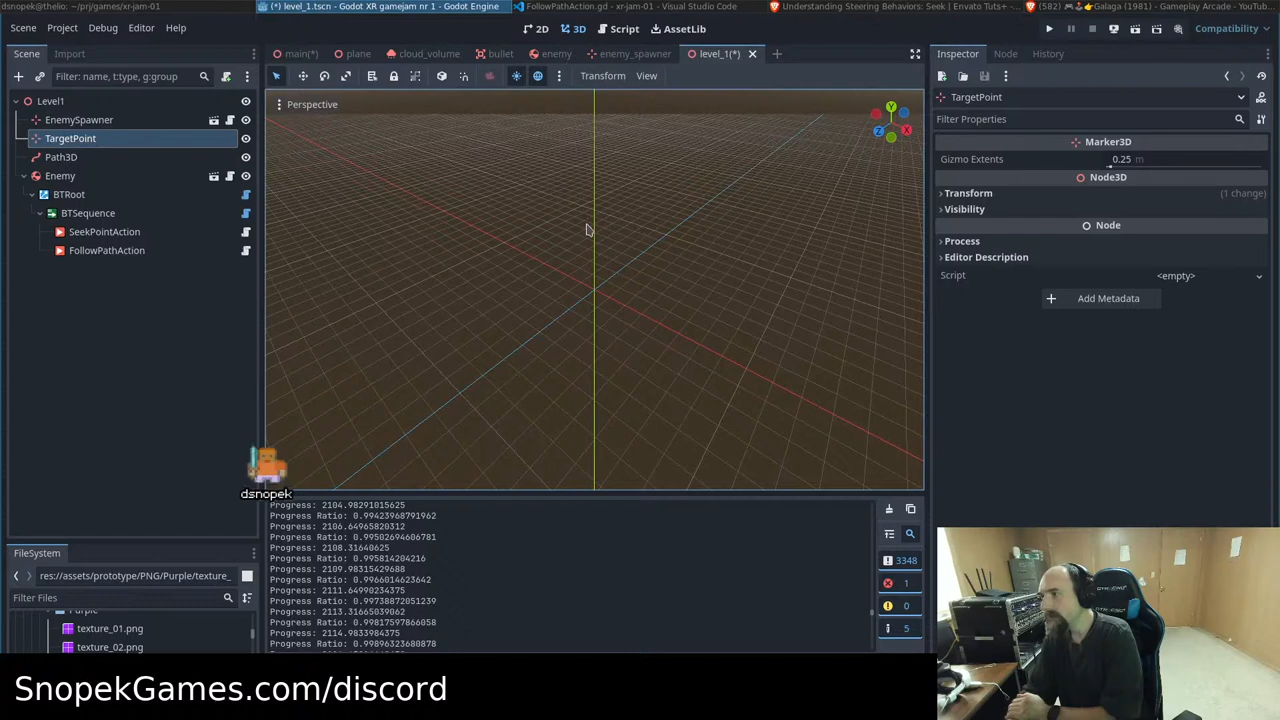 dsnopek@thelio: ~/prj/games/xr-jam-01
(*) level_1.tscn - Godot XR gamejam nr 1 - Godot Engine
FollowPathAction.gd - xr-jam-01 - Visual Studio Code
Understanding Steering Behaviors: Seek | Envato Tuts+ - ...
(582) Galaga (1981) - Gameplay Arcade - YouTub...
Scene Project Debug Editor Help
2D 3D Script AssetLib
Compatibility
Scene Import
main(*) plane cloud_volume bullet enemy enemy_spawner level_1(*)
Inspector Node History
Filter: name, t:type, g:group
Transform View
Level1
EnemySpawner
TargetPoint
Path3D
Enemy
BTRoot
BTSequence
SeekPointAction
FollowPathAction
Perspective
Y
Z X
TargetPoint
Filter Properties
Marker3D
Gizmo Extents 0.25 m
Node3D
Transform (1 change)
Visibility
Node
Process
Editor Description
Script <empty>
Add Metadata
dsnopek
Progress: 2104.98291015625
Progress Ratio: 0.99423968791962
Progress: 2106.64965820312
Progress Ratio: 0.99502694606781
Progress: 2108.31640625
Progress Ratio: 0.995814204216
Progress: 2109.98315429688
Progress Ratio: 0.9966014623642
Progress: 2111.64990234375
Progress Ratio: 0.99738872051239
Progress: 2113.31665039062
Progress Ratio: 0.99817597866058
Progress: 2114.9833984375
Progress Ratio: 0.99896323680878
3348
1
0
5
FileSystem
res://assets/prototype/PNG/Purple/texture_
Filter Files
Purple
texture_01.png
texture_02.png
SnopekGames.com/discord